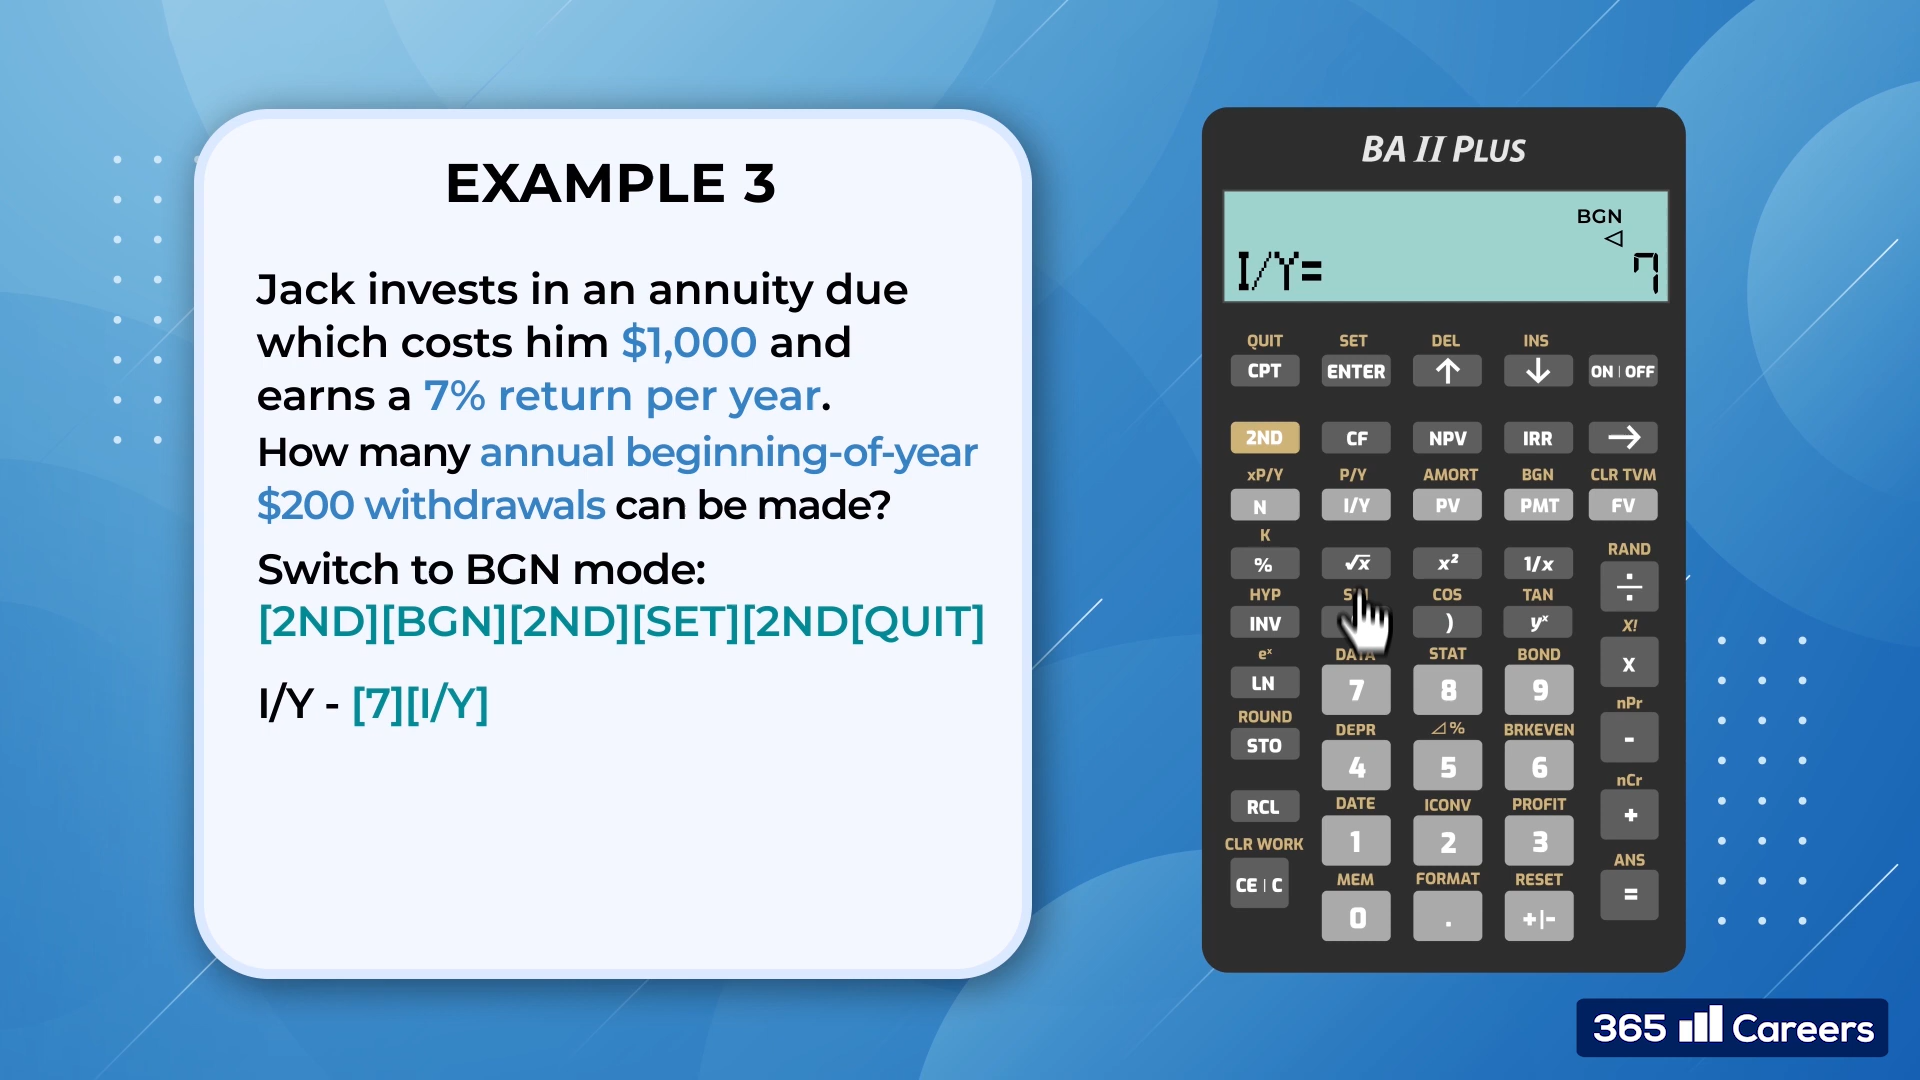 EXAMPLE 3
Jack invests in an annuity due
which costs him $1,000 and
earns a 7% return per year.
How many annual beginning-of-year
$200 withdrawals can be made?
Switch to BGN mode:
[2ND][BGN][2ND][SET][2ND[QUIT]
I/Y - [7][I/Y]
BA II PLUS
BGN
I/Y= 7
QUIT SET DEL INS
CPT ENTER ↑ ↓ ON | OFF
2ND CF NPV IRR →
xP/Y P/Y AMORT BGN CLR TVM
N I/Y PV PMT FV
K RAND
% √x x² 1/x ÷
HYP COS TAN
INV ) yˣ X!
eˣ DATA STAT BOND x
LN 7 8 9 nPr
ROUND DEPR ⊿% BRKEVEN -
STO 4 5 6 nCr
RCL DATE ICONV PROFIT +
CLR WORK 1 2 3 ANS
CE | C MEM FORMAT RESET =
0 . +|-
365 Careers